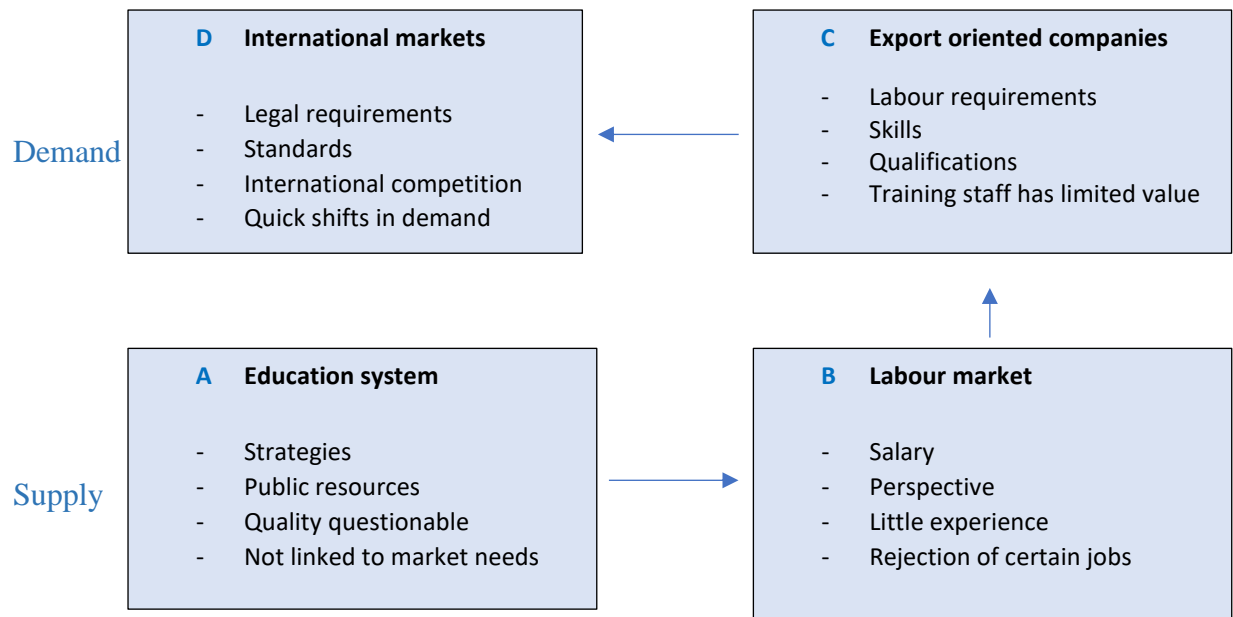 D International markets
- Legal requirements
- Standards
- International competition
- Quick shifts in demand
C Export oriented companies
- Labour requirements
- Skills
- Qualifications
- Training staff has limited value
Demand
A Education system
- Strategies
- Public resources
- Quality questionable
- Not linked to market needs
B Labour market
- Salary
- Perspective
- Little experience
- Rejection of certain jobs
Supply